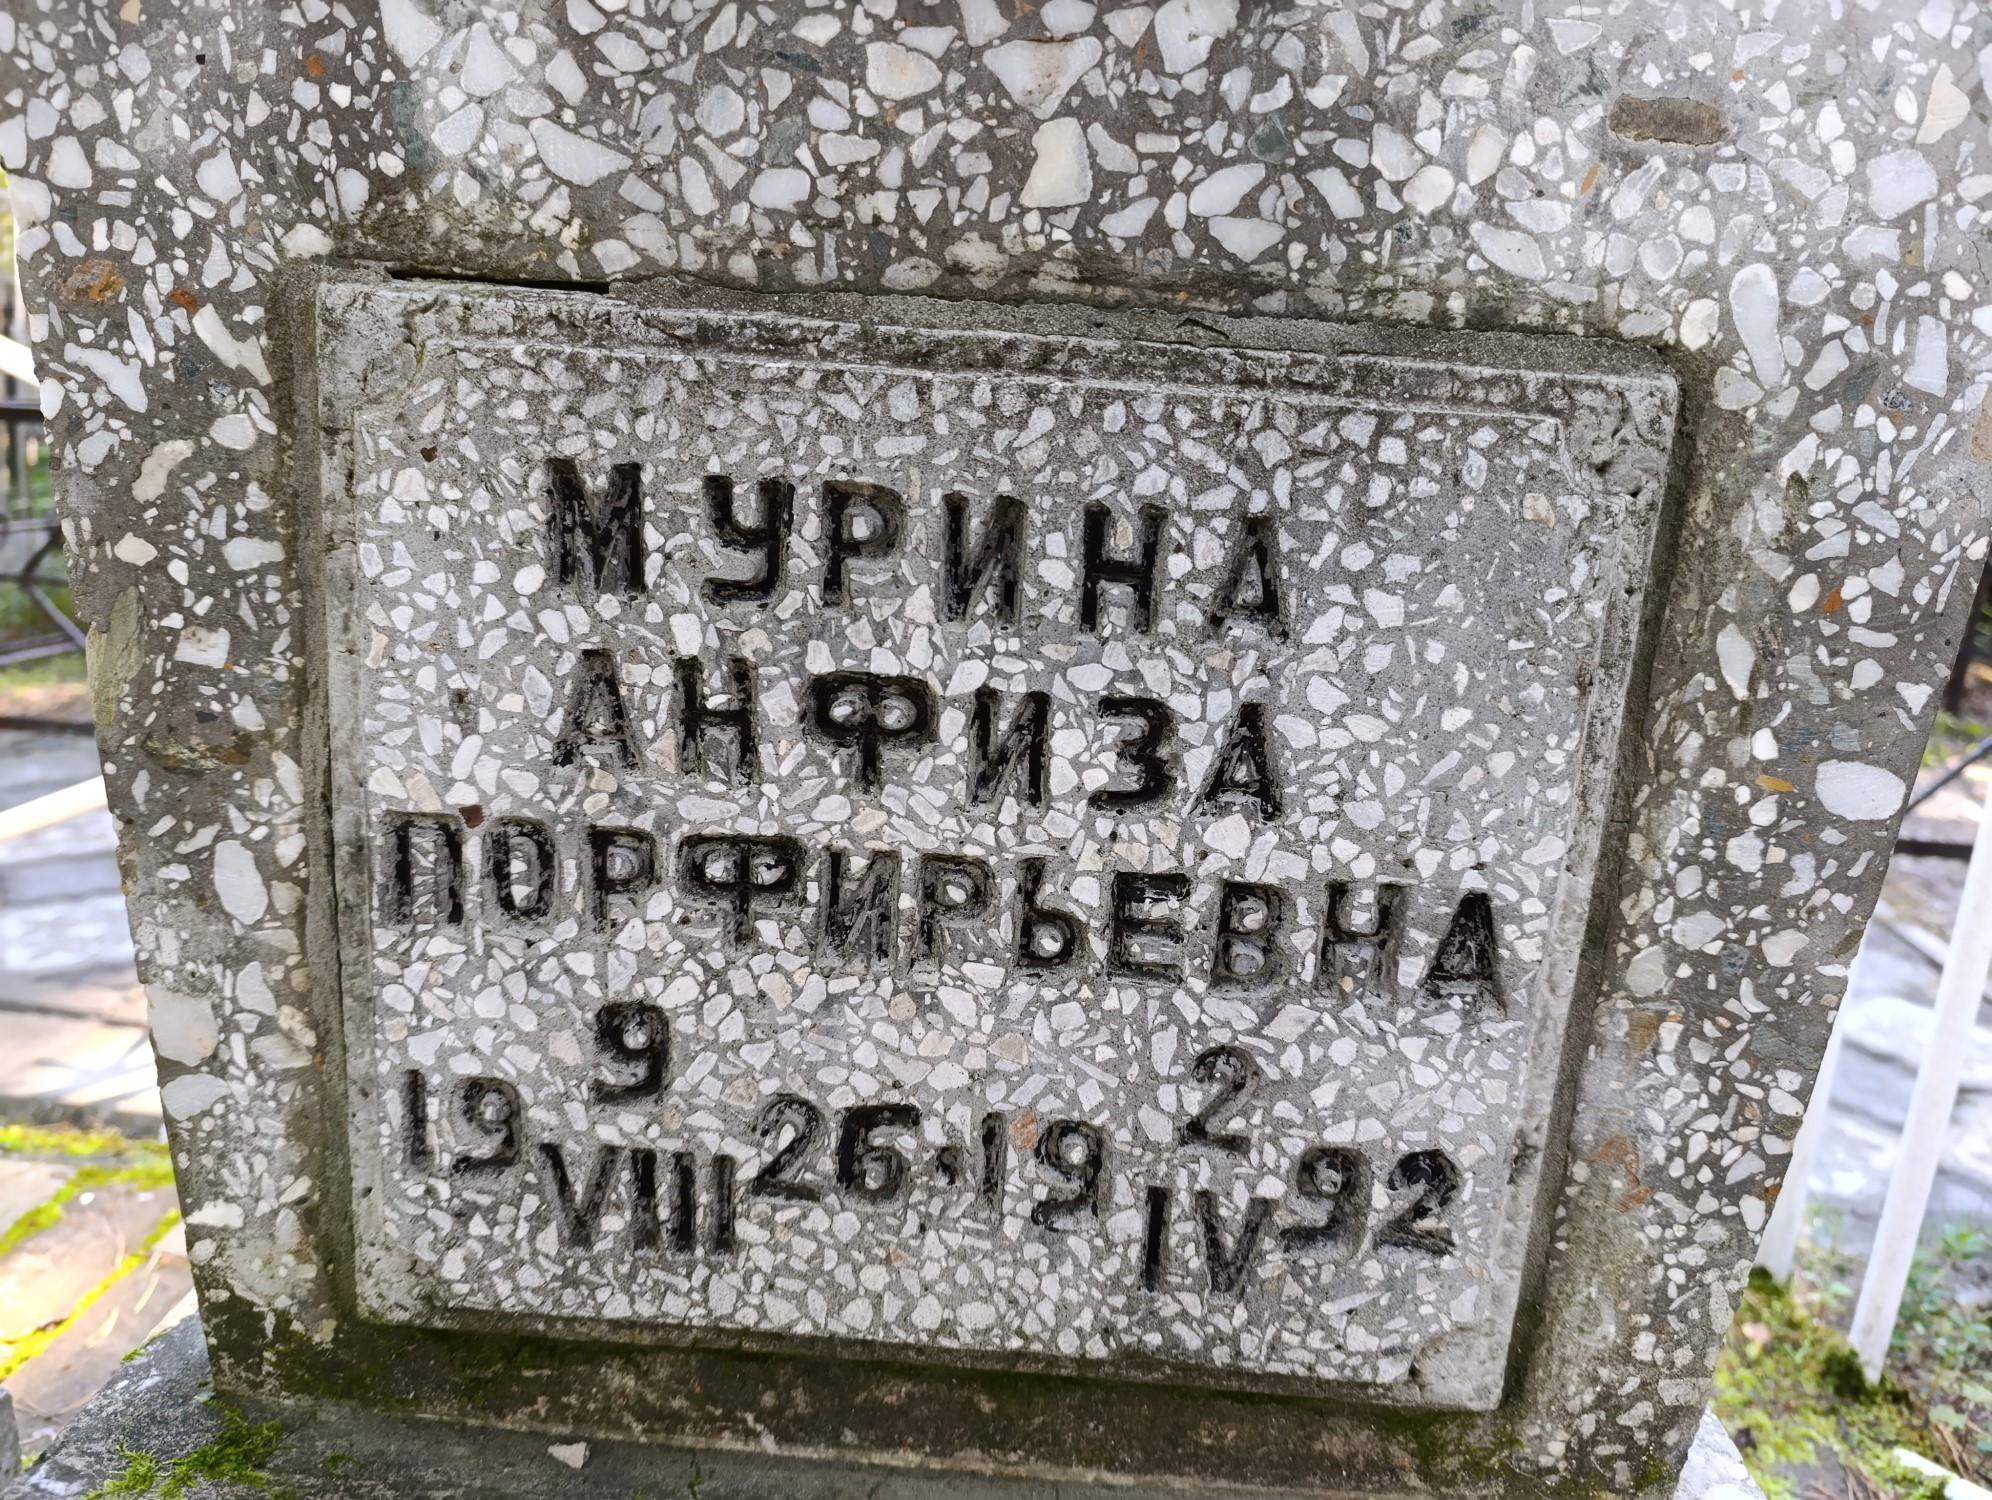 МУРИНА
АНФИЗА
ПОРФИРЬЕВНА
19 9/VIII 26·19 2/IV 92